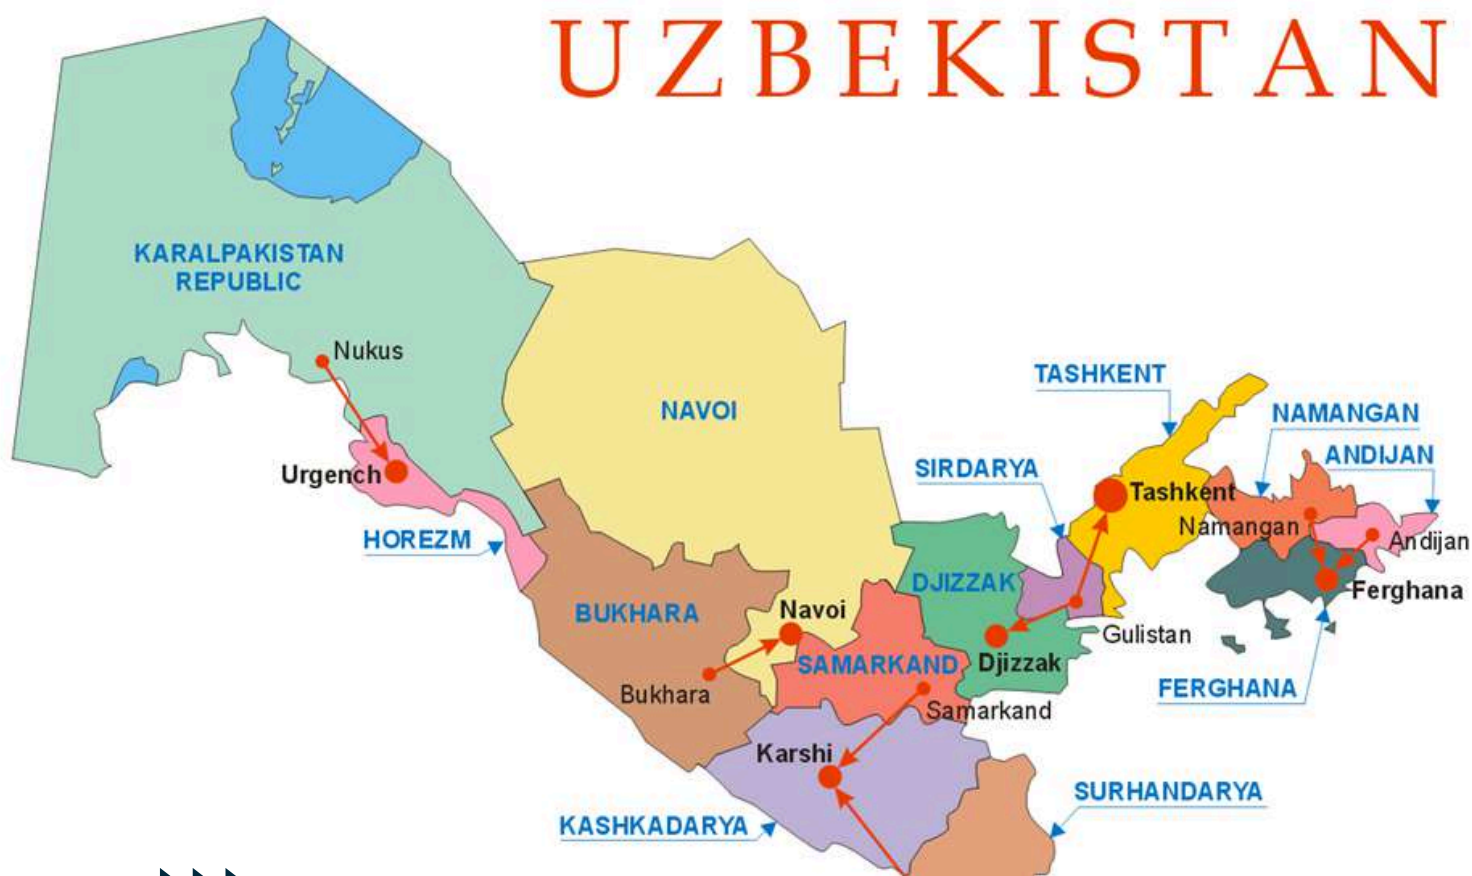 UZBEKISTAN
KARALPAKISTAN
REPUBLIC
Nukus
TASHKENT
NAVOI
NAMANGAN
ANDIJAN
SIRDARYA
Urgench
Tashkent
Namangan
HOREZM
Andijan
DJIZZAK
Ferghana
BUKHARA
Navoi
Gulistan
SAMARKAND
Djizzak
Bukhara
FERGHANA
Samarkand
Karshi
SURHANDARYA
KASHKADARYA